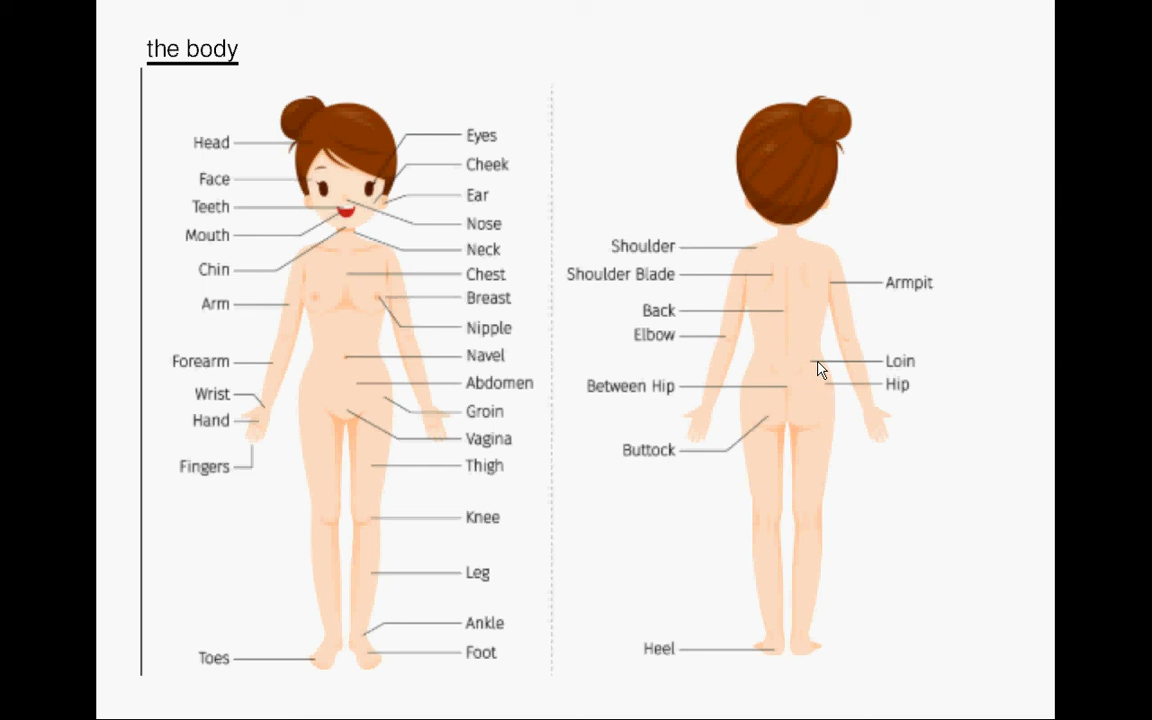 the body
Head
Face
Teeth
Mouth
Chin
Arm
Forearm
Wrist
Hand
Fingers
Toes
Eyes
Cheek
Ear
Nose
Neck
Chest
Breast
Nipple
Navel
Abdomen
Groin
Vagina
Thigh
Knee
Leg
Ankle
Foot
Shoulder
Shoulder Blade
Back
Elbow
Between Hip
Buttock
Heel
Armpit
Loin
Hip